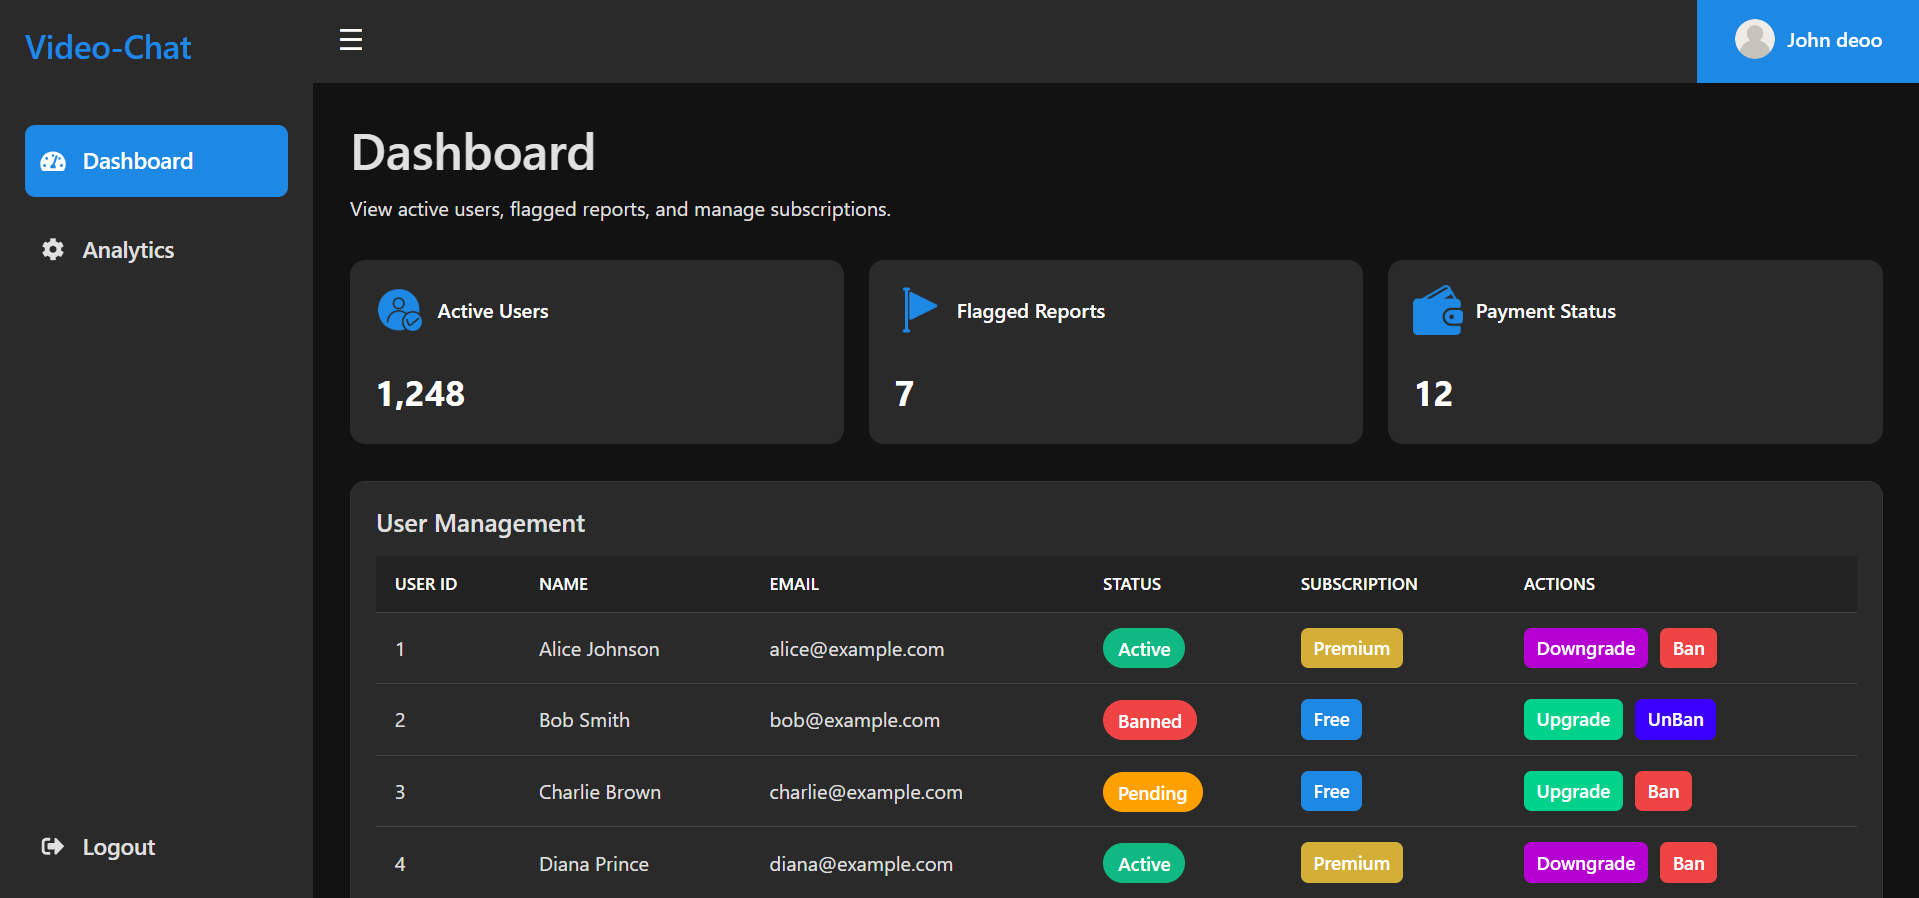 Video-Chat
John deoo
Dashboard
Analytics
Logout
Dashboard
View active users, flagged reports, and manage subscriptions.
Active Users
1,248
Flagged Reports
7
Payment Status
12
User Management
USER ID NAME EMAIL STATUS SUBSCRIPTION ACTIONS
1 Alice Johnson alice@example.com Active Premium Downgrade Ban
2 Bob Smith bob@example.com Banned Free Upgrade UnBan
3 Charlie Brown charlie@example.com Pending Free Upgrade Ban
4 Diana Prince diana@example.com Active Premium Downgrade Ban